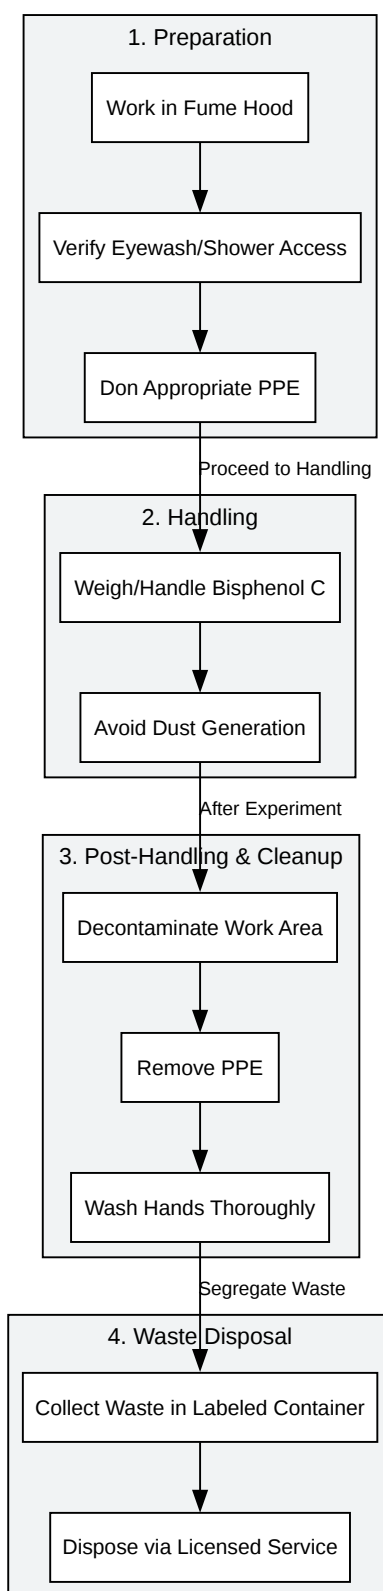 1. Preparation
Work in Fume Hood
Verify Eyewash/Shower Access
Don Appropriate PPE
Proceed to Handling
2. Handling
Weigh/Handle Bisphenol C
Avoid Dust Generation
After Experiment
3. Post-Handling & Cleanup
Decontaminate Work Area
Remove PPE
Wash Hands Thoroughly
Segregate Waste
4. Waste Disposal
Collect Waste in Labeled Container
Dispose via Licensed Service